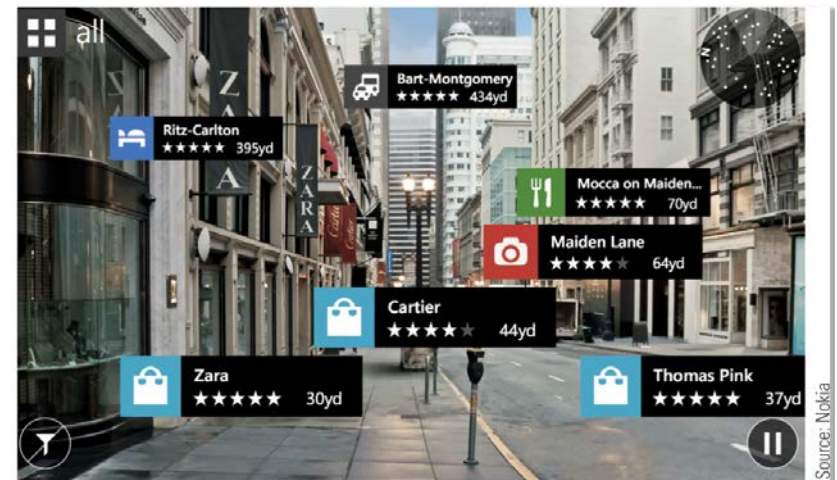 all
N
Bart-Montgomery
★★★★★ 434yd
Ritz-Carlton
★★★★★ 395yd
ZARA
ZARA
Cartier
Mocca on Maiden...
★★★★★ 70yd
Maiden Lane
★★★★★ 64yd
Cartier
★★★★★ 44yd
Zara
★★★★★ 30yd
Thomas Pink
★★★★★ 37yd
Source: Nokia